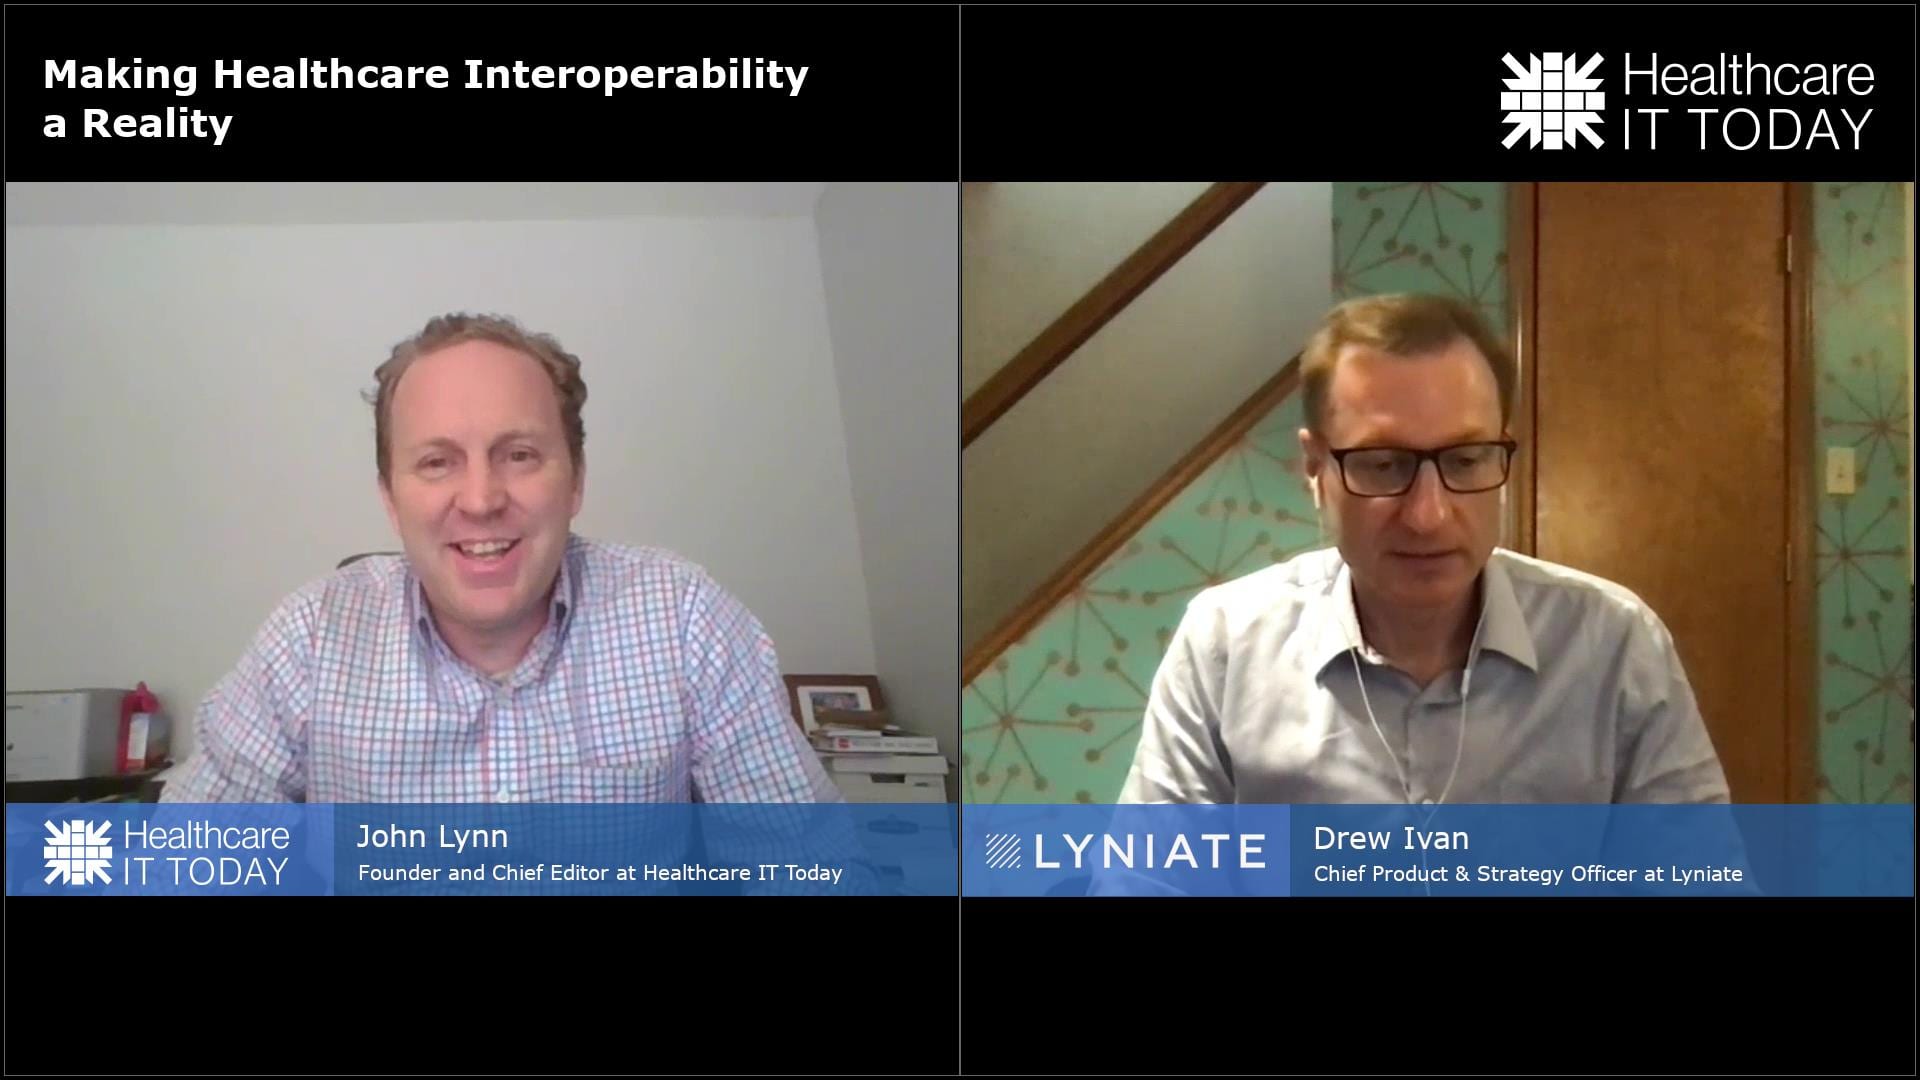 Making Healthcare Interoperability
a Reality
Healthcare
IT TODAY
Healthcare
IT TODAY
John Lynn
Founder and Chief Editor at Healthcare IT Today
LYNIATE
Drew Ivan
Chief Product & Strategy Officer at Lyniate